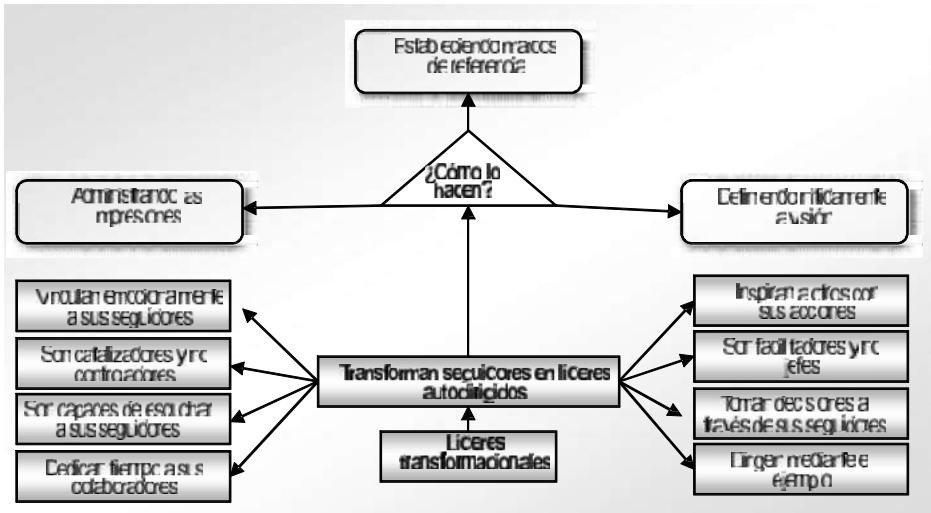 Estableciendo marcos
de referencia
¿Cómo lo
hacen?
Administrando las
impresiones
Definiendo nítidamente
la visión
Vinculan emocionalmente
a sus seguidores
Inspiran a otros con
sus acciones
Son catalizadores y no
controladores
Son facilitadores y no
jefes
Transforman seguidores en líderes
autodirigidos
Son capaces de escuchar
a sus seguidores
Toman decisiones a
través de sus seguidores
Dedican tiempo a sus
colaboradores
Líderes
transformacionales
Dirigen mediante el
ejemplo